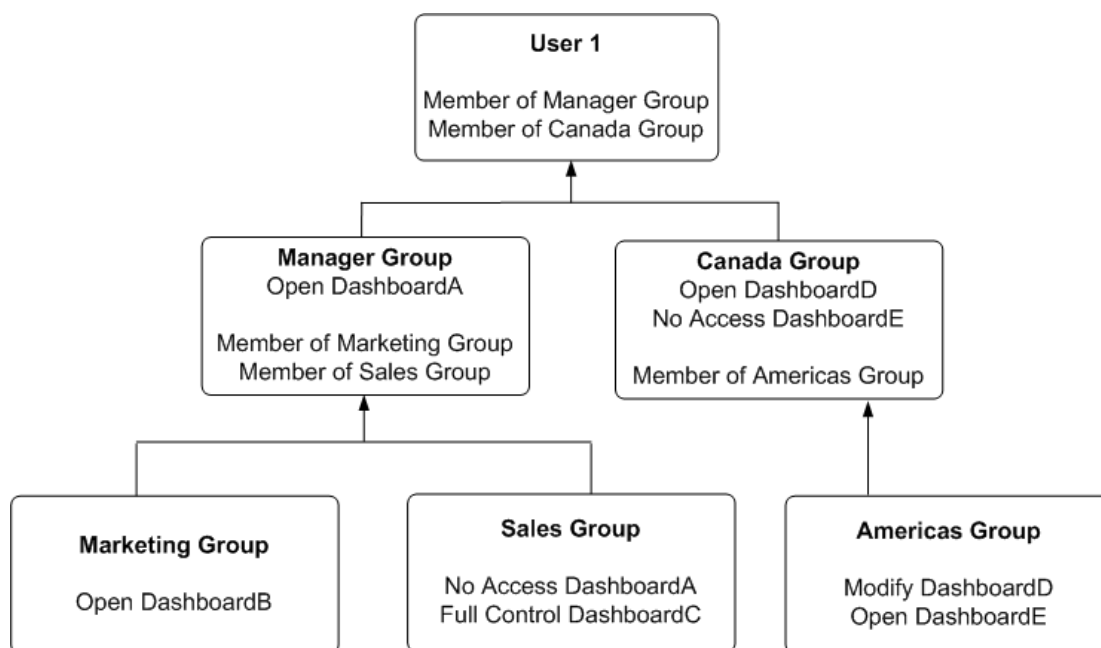 User 1
Member of Manager Group
Member of Canada Group
Manager Group
Open DashboardA
Member of Marketing Group
Member of Sales Group
Canada Group
Open DashboardD
No Access DashboardE
Member of Americas Group
Marketing Group
Open DashboardB
Sales Group
No Access DashboardA
Full Control DashboardC
Americas Group
Modify DashboardD
Open DashboardE